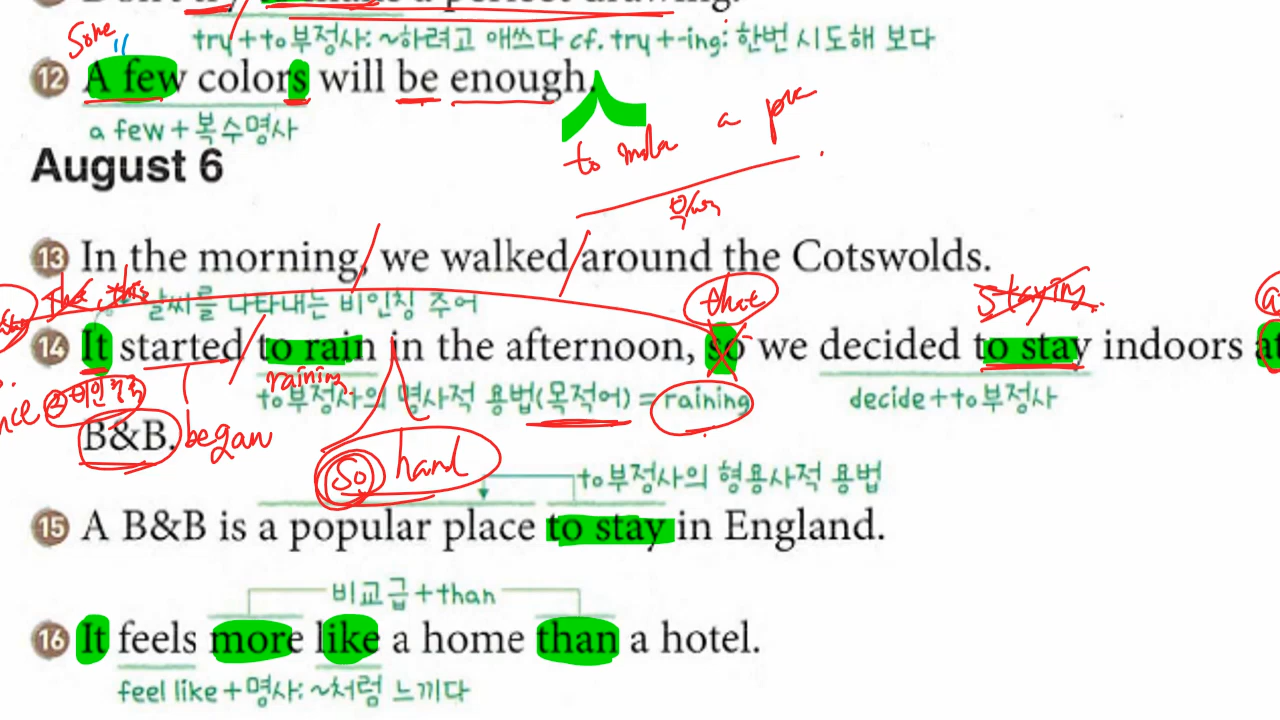 try+to부정사: ~하려고 애쓰다 cf. try+-ing: 한번 시도해 보다
Some
⑫ A few colors will be enough.
a few+복수명사
to make a
August 6
⑬ In the morning, we walked around the Cotswolds.
날씨를 나타내는 비인칭 주어
that
staying
⑭ It started to rain in the afternoon, so we decided to stay indoors at
raining
to부정사의 명사적 용법(목적어) = raining
decide+to부정사
B&B.
began
so hard
to부정사의 형용사적 용법
⑮ A B&B is a popular place to stay in England.
비교급+than
⑯ It feels more like a home than a hotel.
feel like+명사: ~처럼 느끼다